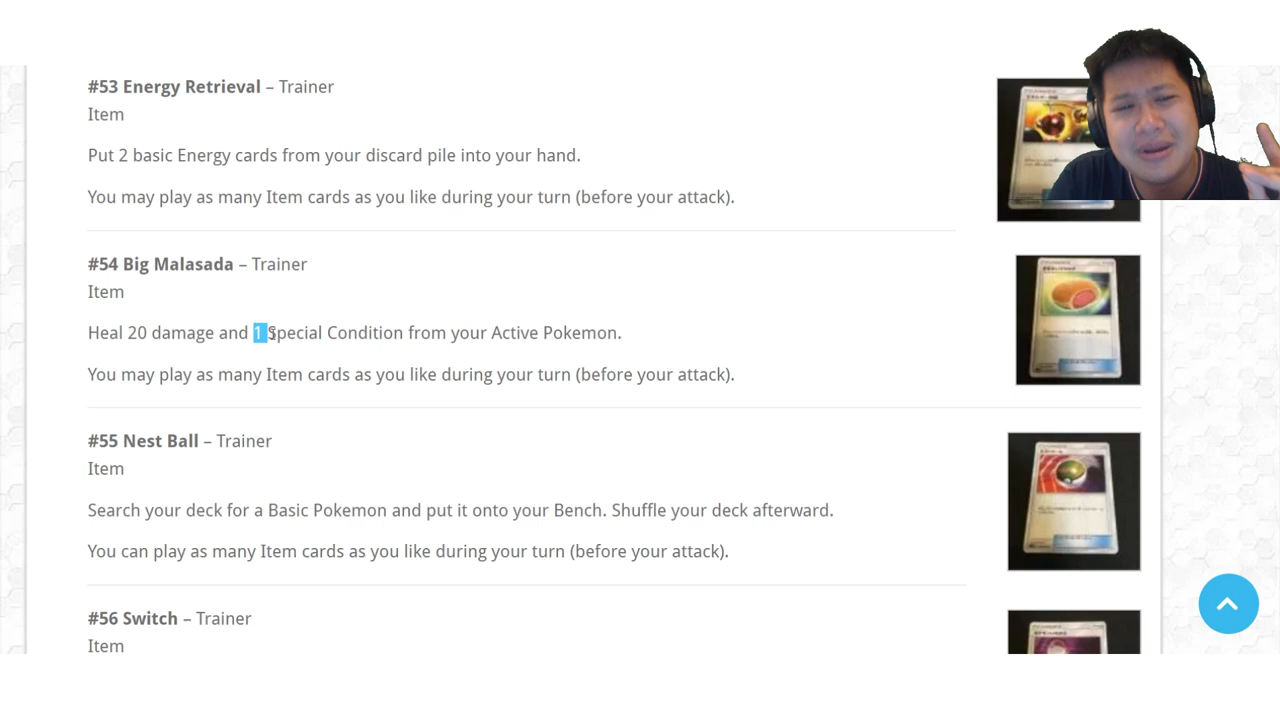 #53 Energy Retrieval – Trainer
Item
Put 2 basic Energy cards from your discard pile into your hand.
You may play as many Item cards as you like during your turn (before your attack).
#54 Big Malasada – Trainer
Item
Heal 20 damage and 1 Special Condition from your Active Pokemon.
You may play as many Item cards as you like during your turn (before your attack).
#55 Nest Ball – Trainer
Item
Search your deck for a Basic Pokemon and put it onto your Bench. Shuffle your deck afterward.
You can play as many Item cards as you like during your turn (before your attack).
#56 Switch – Trainer
Item